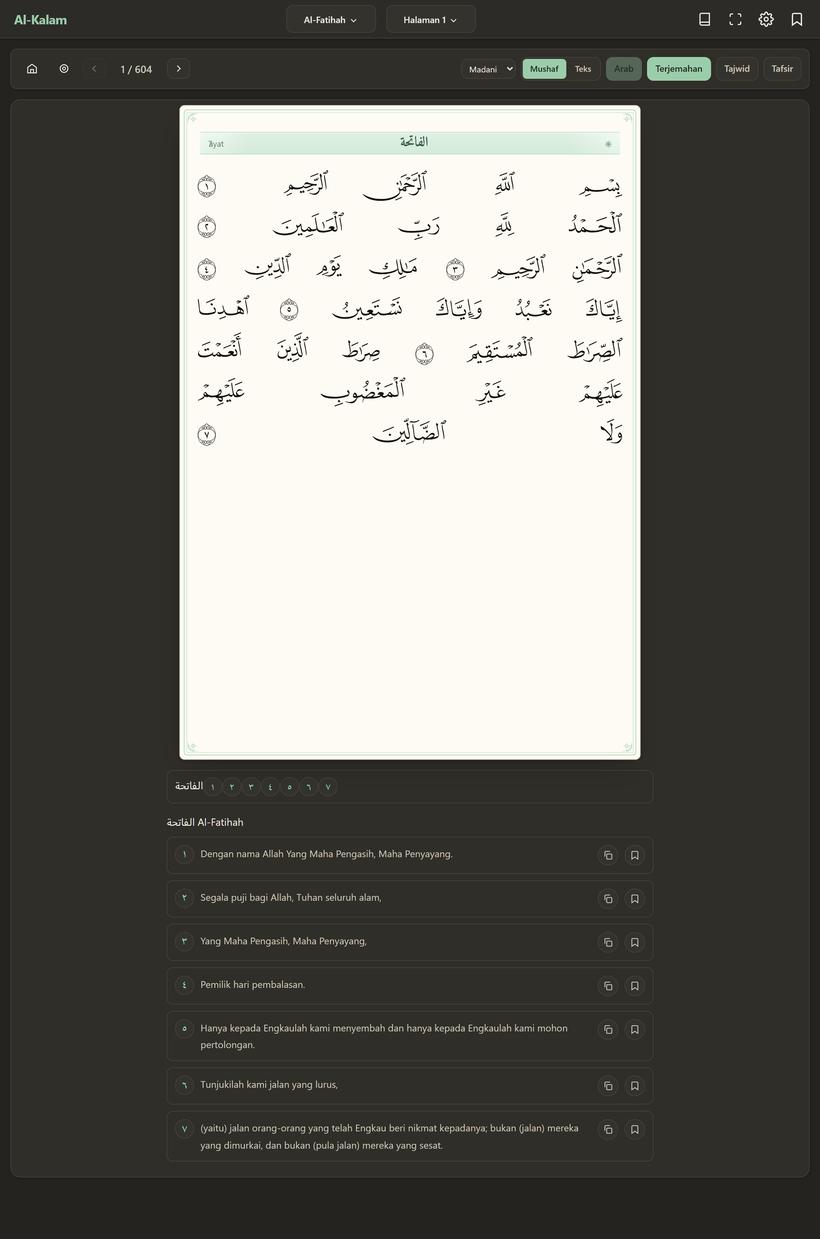 Al-Kalam
Al-Fatihah
Halaman 1
1 / 604
Madani
Mushaf
Teks
Arab
Terjemahan
Tajwid
Tafsir
الفاتحة
Ayat
بِسْمِ ٱللَّهِ ٱلرَّحْمَٰنِ ٱلرَّحِيمِ ١
ٱلْحَمْدُ لِلَّهِ رَبِّ ٱلْعَٰلَمِينَ ٢
ٱلرَّحْمَٰنِ ٱلرَّحِيمِ ٣ مَٰلِكِ يَوْمِ ٱلدِّينِ ٤
إِيَّاكَ نَعْبُدُ وَإِيَّاكَ نَسْتَعِينُ ٥ ٱهْدِنَا
ٱلصِّرَٰطَ ٱلْمُسْتَقِيمَ ٦ صِرَٰطَ ٱلَّذِينَ أَنْعَمْتَ
عَلَيْهِمْ غَيْرِ ٱلْمَغْضُوبِ عَلَيْهِمْ
وَلَا ٱلضَّآلِّينَ ٧
الفاتحة ١ ٢ ٣ ٤ ٥ ٦ ٧
الفاتحة Al-Fatihah
١ Dengan nama Allah Yang Maha Pengasih, Maha Penyayang.
٢ Segala puji bagi Allah, Tuhan seluruh alam,
٣ Yang Maha Pengasih, Maha Penyayang,
٤ Pemilik hari pembalasan.
٥ Hanya kepada Engkaulah kami menyembah dan hanya kepada Engkaulah kami mohon
pertolongan.
٦ Tunjukilah kami jalan yang lurus,
٧ (yaitu) jalan orang-orang yang telah Engkau beri nikmat kepadanya; bukan (jalan) mereka
yang dimurkai, dan bukan (pula jalan) mereka yang sesat.